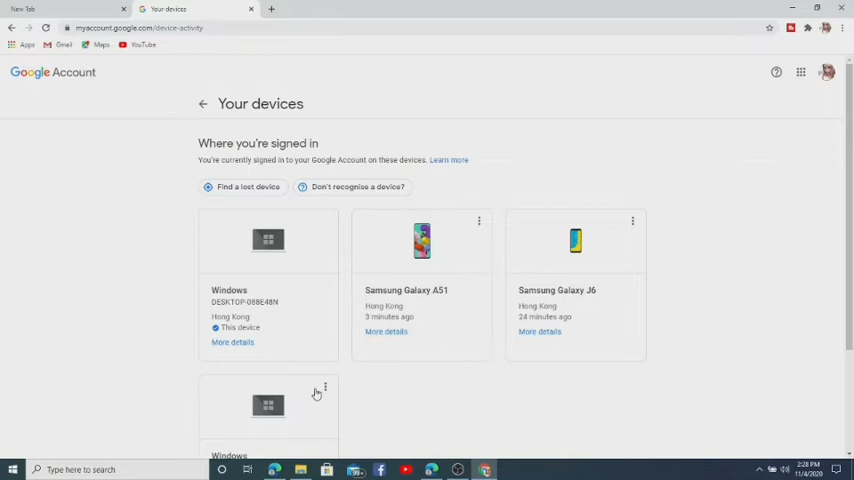 New Tab
Your devices
myaccount.google.com/device-activity
Apps
Gmail
Maps
YouTube
Google Account
Your devices
Where you're signed in
You're currently signed in to your Google Account on these devices. Learn more
Find a lost device
Don't recognise a device?
Windows
DESKTOP-088E48N
Hong Kong
This device
More details
Samsung Galaxy A51
Hong Kong
3 minutes ago
More details
Samsung Galaxy J6
Hong Kong
24 minutes ago
More details
Windows
Type here to search
99+
2:28 PM
11/4/2020